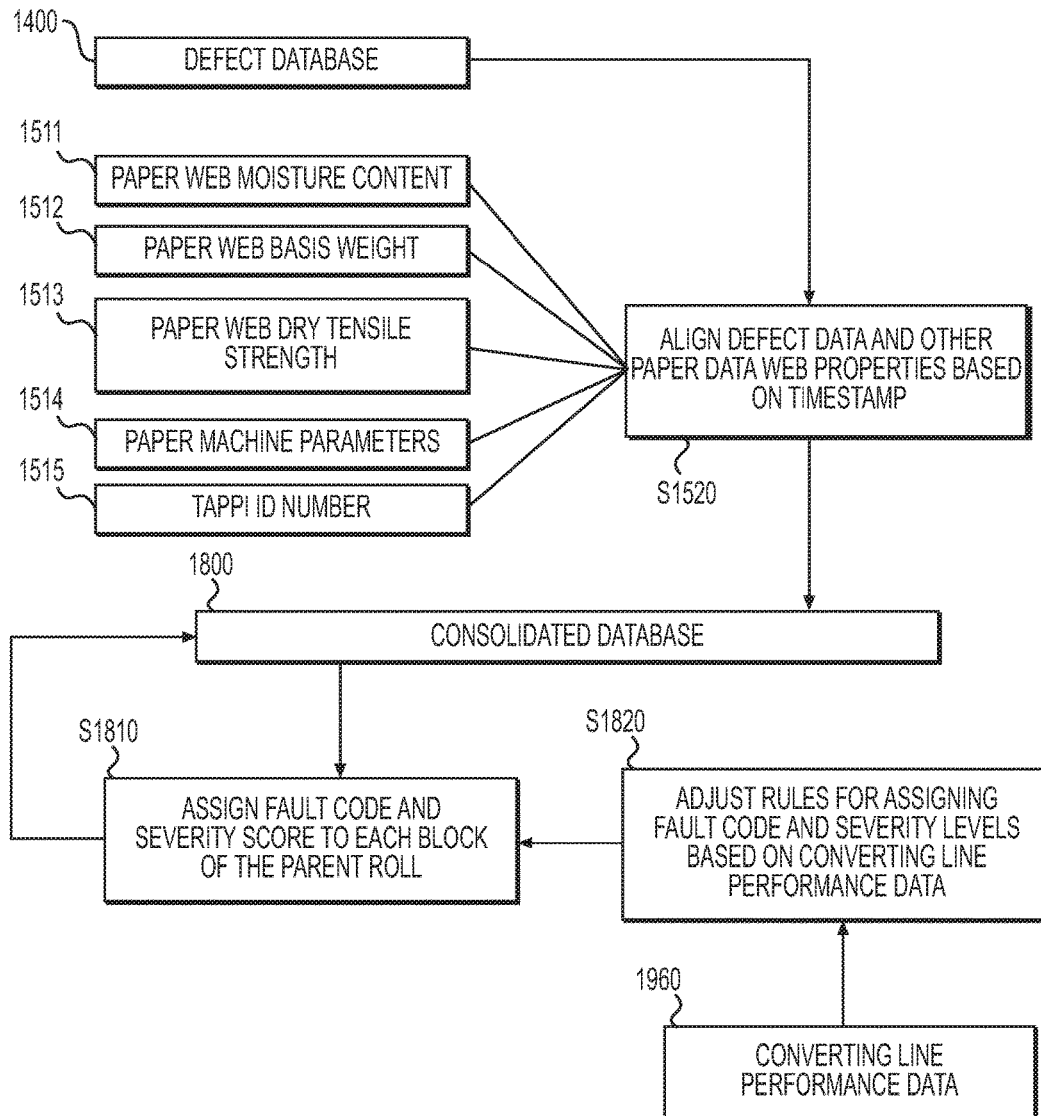 1400
DEFECT DATABASE
1511
PAPER WEB MOISTURE CONTENT
1512
PAPER WEB BASIS WEIGHT
1513
PAPER WEB DRY TENSILE
STRENGTH
1514
PAPER MACHINE PARAMETERS
1515
TAPPI ID NUMBER
ALIGN DEFECT DATA AND OTHER
PAPER DATA WEB PROPERTIES BASED
ON TIMESTAMP
S1520
1800
CONSOLIDATED DATABASE
S1810
ASSIGN FAULT CODE AND
SEVERITY SCORE TO EACH BLOCK
OF THE PARENT ROLL
S1820
ADJUST RULES FOR ASSIGNING
FAULT CODE AND SEVERITY LEVELS
BASED ON CONVERTING LINE
PERFORMANCE DATA
1960
CONVERTING LINE
PERFORMANCE DATA